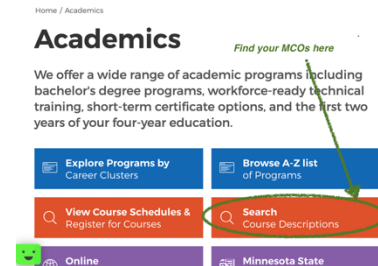 Home / Academics
Academics
Find your MCOs here
We offer a wide range of academic programs including
bachelor's degree programs, workforce-ready technical
training, short-term certificate options, and the first two
years of your four-year education.
Explore Programs by
Career Clusters
Browse A-Z list
of Programs
View Course Schedules &
Register for Courses
Search
Course Descriptions
Online
Minnesota State